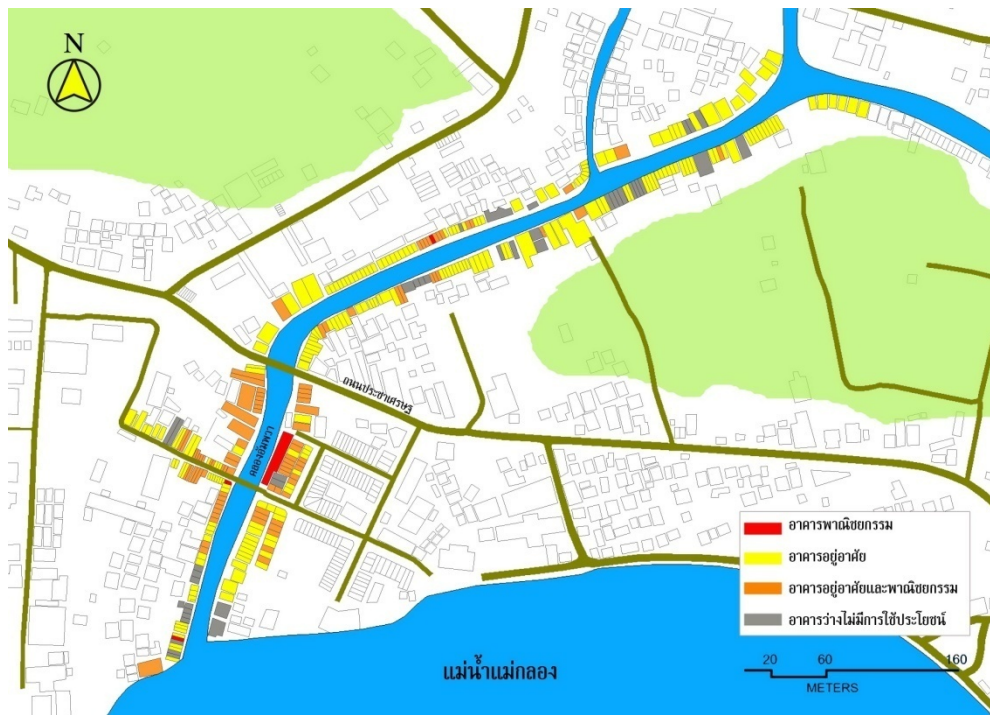 N
ถนนประชาเศรษฐ์
คลองอัมพวา
อาคารพาณิชยกรรม
อาคารอยู่อาศัย
อาคารอยู่อาศัยและพาณิชยกรรม
อาคารว่างไม่มีการใช้ประโยชน์
แม่น้ำแม่กลอง
20 60 160
METERS